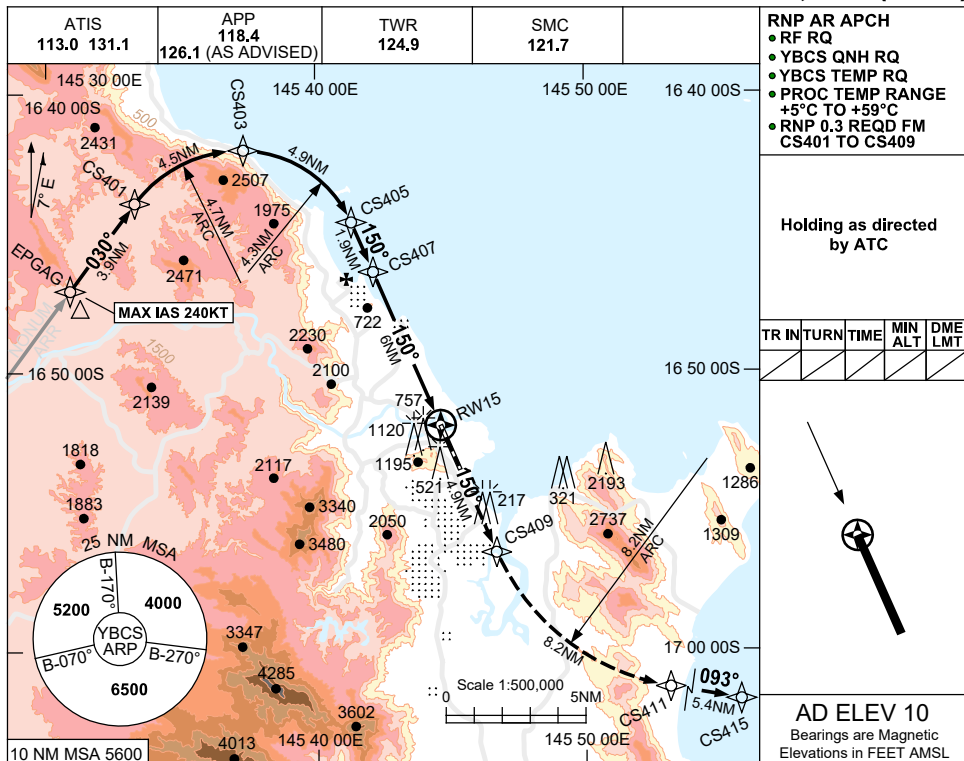 ATIS
113.0 131.1
APP
118.4
126.1 (AS ADVISED)
TWR
124.9
SMC
121.7
RNP AR APCH
• RF RQ
• YBCS QNH RQ
• YBCS TEMP RQ
• PROC TEMP RANGE
+5°C TO +59°C
• RNP 0.3 REQD FM
CS401 TO CS409
Holding as directed
by ATC
TR IN
TURN
TIME
MIN
ALT
DME
LMT
AD ELEV 10
Bearings are Magnetic
Elevations in FEET AMSL
145 30 00E
145 40 00E
145 50 00E
16 40 00S
16 40 00S
CS403
500
2431
4.5NM
4.9NM
CS401
2507
7° E
4.7NM
ARC
1975
CS405
4.3NM
ARC
150°
1.9NM
030°
3.9NM
EPGAG
2471
CS407
MAX IAS 240KT
722
MONUM
ARR
1500
2230
150°
6NM
16 50 00S
16 50 00S
2139
2100
757
RW15
1120
1195
1818
2117
521
150°
4.9NM
217
321
2193
1286
1883
3340
2050
2737
1309
3480
CS409
8.2NM
ARC
25 NM MSA
B-170°
5200
4000
YBCS
ARP
B-070°
B-270°
6500
3347
8.2NM
17 00 00S
4285
093°
5.4NM
0
Scale 1:500,000
5NM
CS411
CS415
3602
4013
145 40 00E
145 50 00E
10 NM MSA 5600